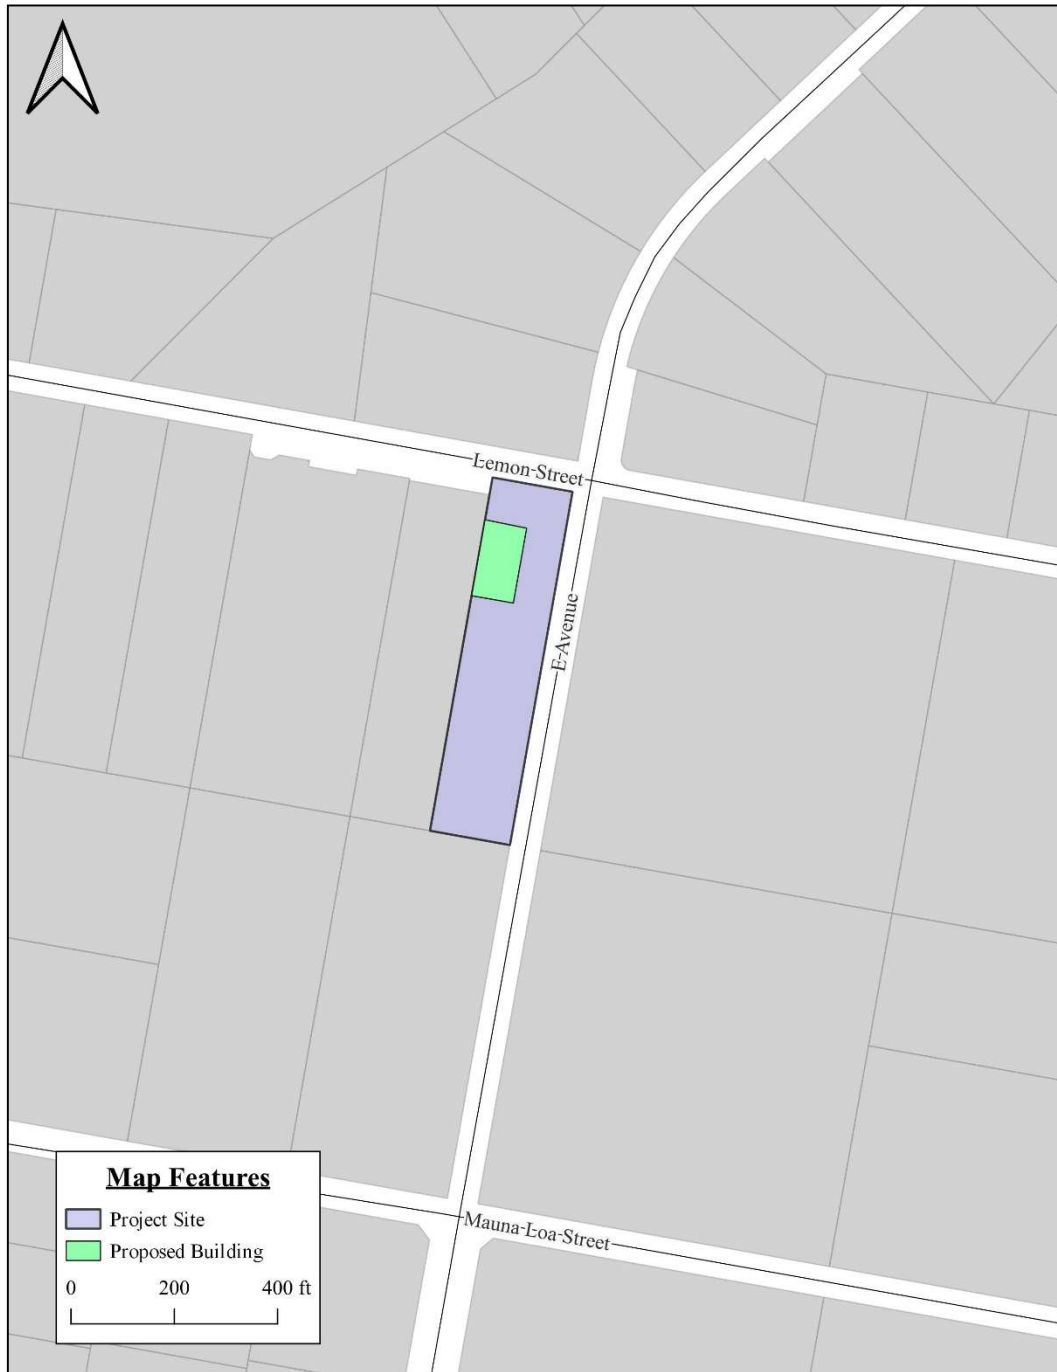 Lemon Street
E Avenue
Mauna Loa Street
Map Features
Project Site
Proposed Building
0 200 400 ft